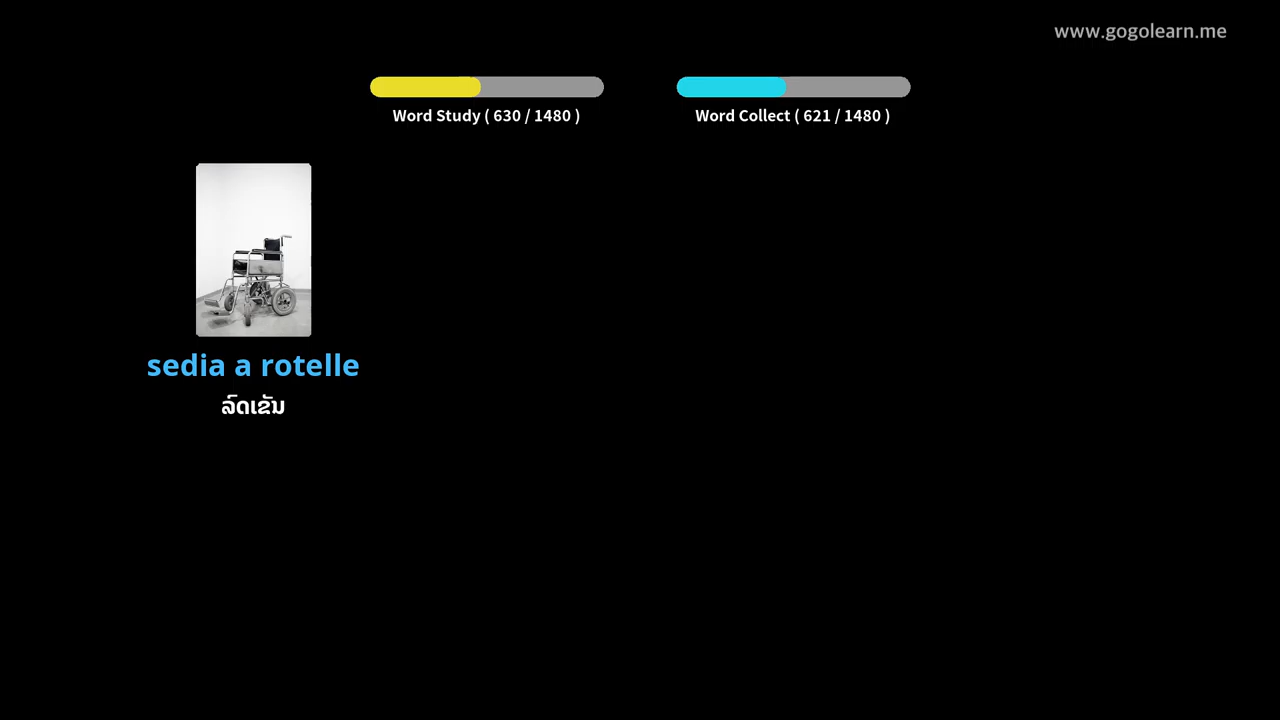 www.gogolearn.me
Word Study ( 630 / 1480 )
Word Collect ( 621 / 1480 )
sedia a rotelle
ລົດເຂັນ